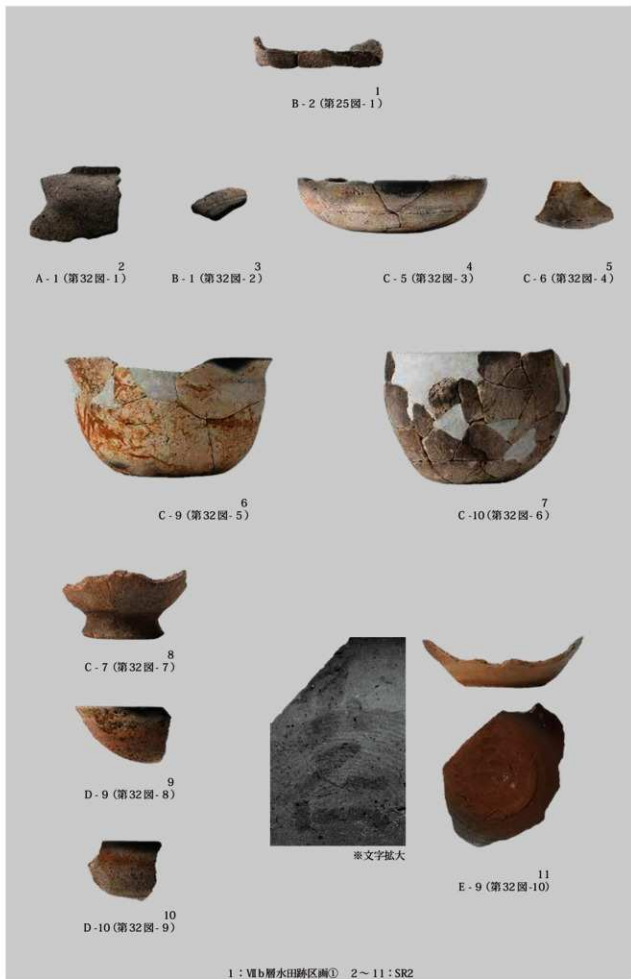 1
B-2 (第25図-1)
2
A-1 (第32図-1)
3
B-1 (第32図-2)
4
C-5 (第32図-3)
5
C-6 (第32図-4)
6
C-9 (第32図-5)
7
C-10 (第32図-6)
8
C-7 (第32図-7)
9
D-9 (第32図-8)
10
D-10 (第32図-9)
※文字拡大
11
E-9 (第32図-10)
1：Ⅶb層水田跡区画① 2～11：SR2